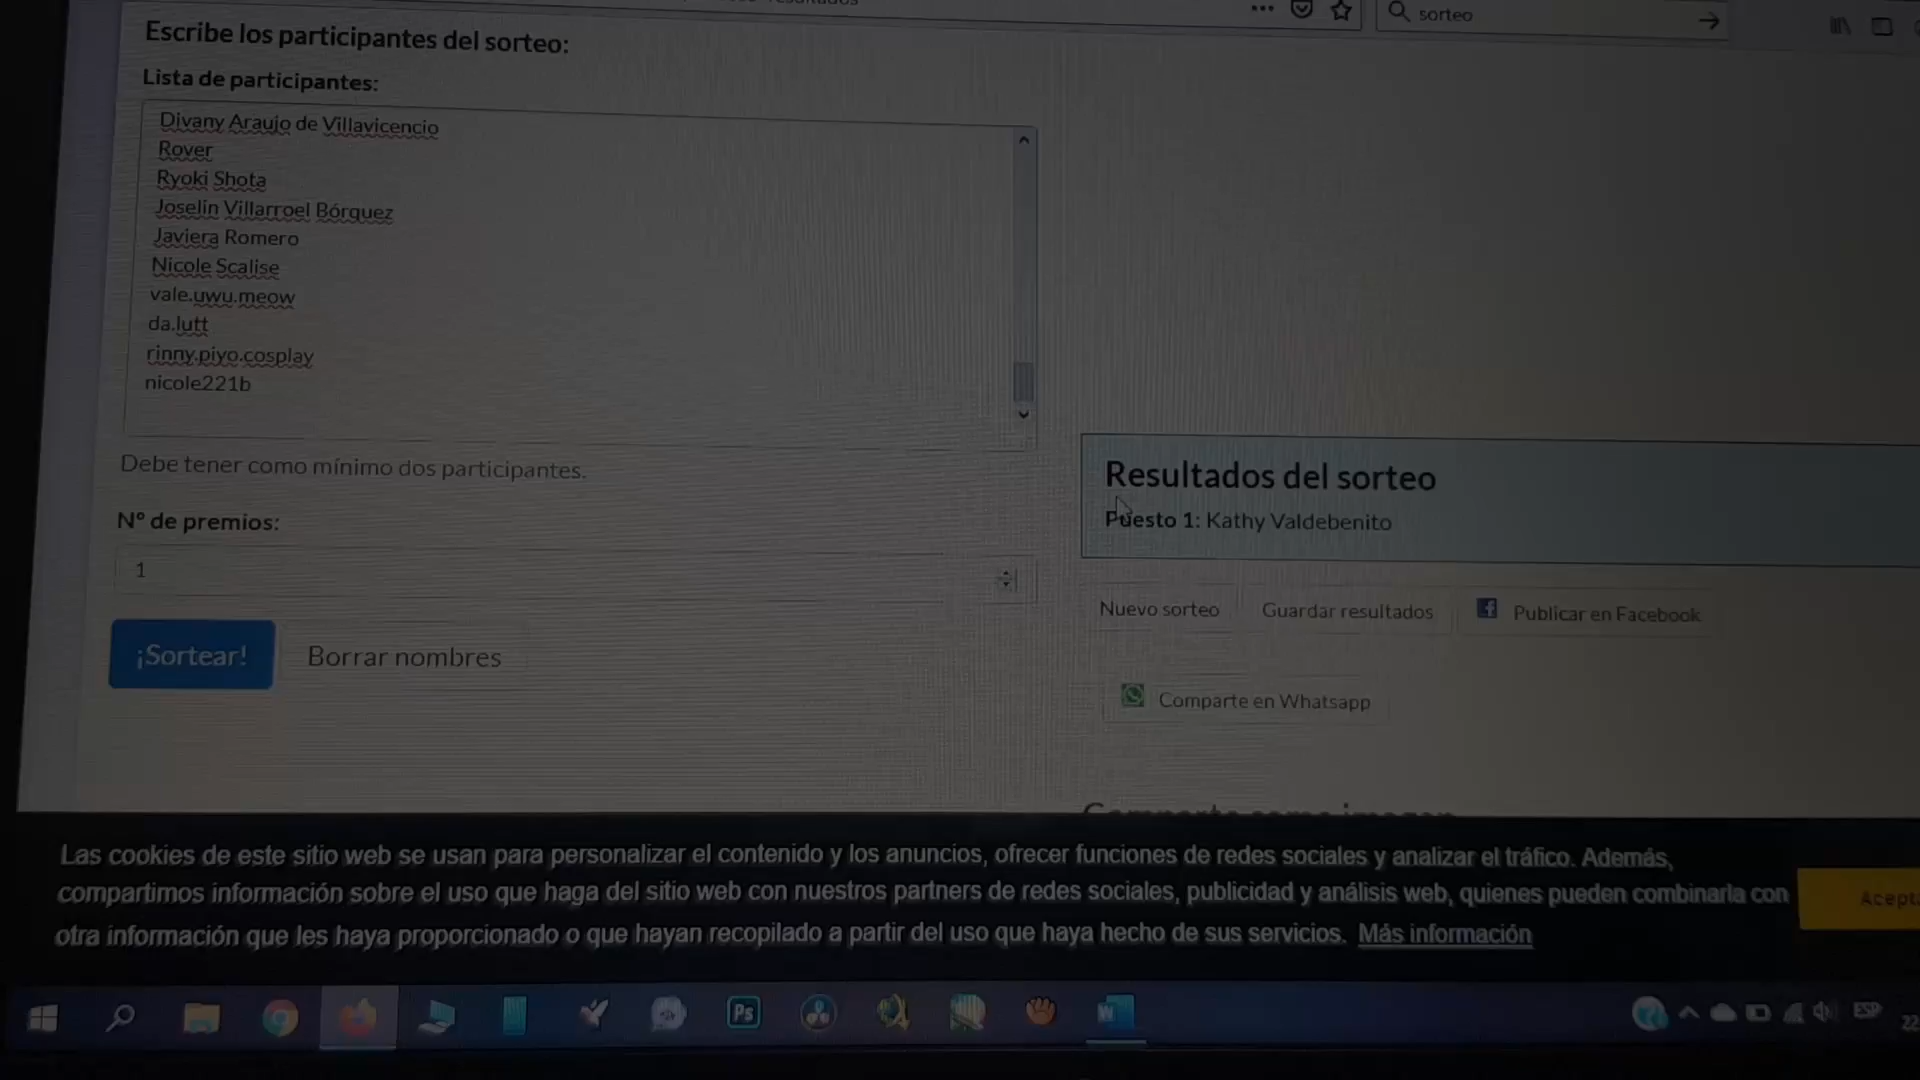 sorteo
Escribe los participantes del sorteo:
Lista de participantes:
Divany Araujo de Villavicencio
Rover
Ryoki Shota
Joselin Villarroel Bórquez
Javiera Romero
Nicole Scalise
vale.uwu.meow
da.lutt
rinny.piyo.cosplay
nicole221b
Debe tener como mínimo dos participantes.
Nº de premios:
1
¡Sortear!
Borrar nombres
Resultados del sorteo
Puesto 1: Kathy Valdebenito
Nuevo sorteo
Guardar resultados
Publicar en Facebook
Comparte en Whatsapp
Las cookies de este sitio web se usan para personalizar el contenido y los anuncios, ofrecer funciones de redes sociales y analizar el tráfico. Además,
compartimos información sobre el uso que haga del sitio web con nuestros partners de redes sociales, publicidad y análisis web, quienes pueden combinarla con
otra información que les haya proporcionado o que hayan recopilado a partir del uso que haya hecho de sus servicios. Más información
Acept
Ps
W
ESP
22